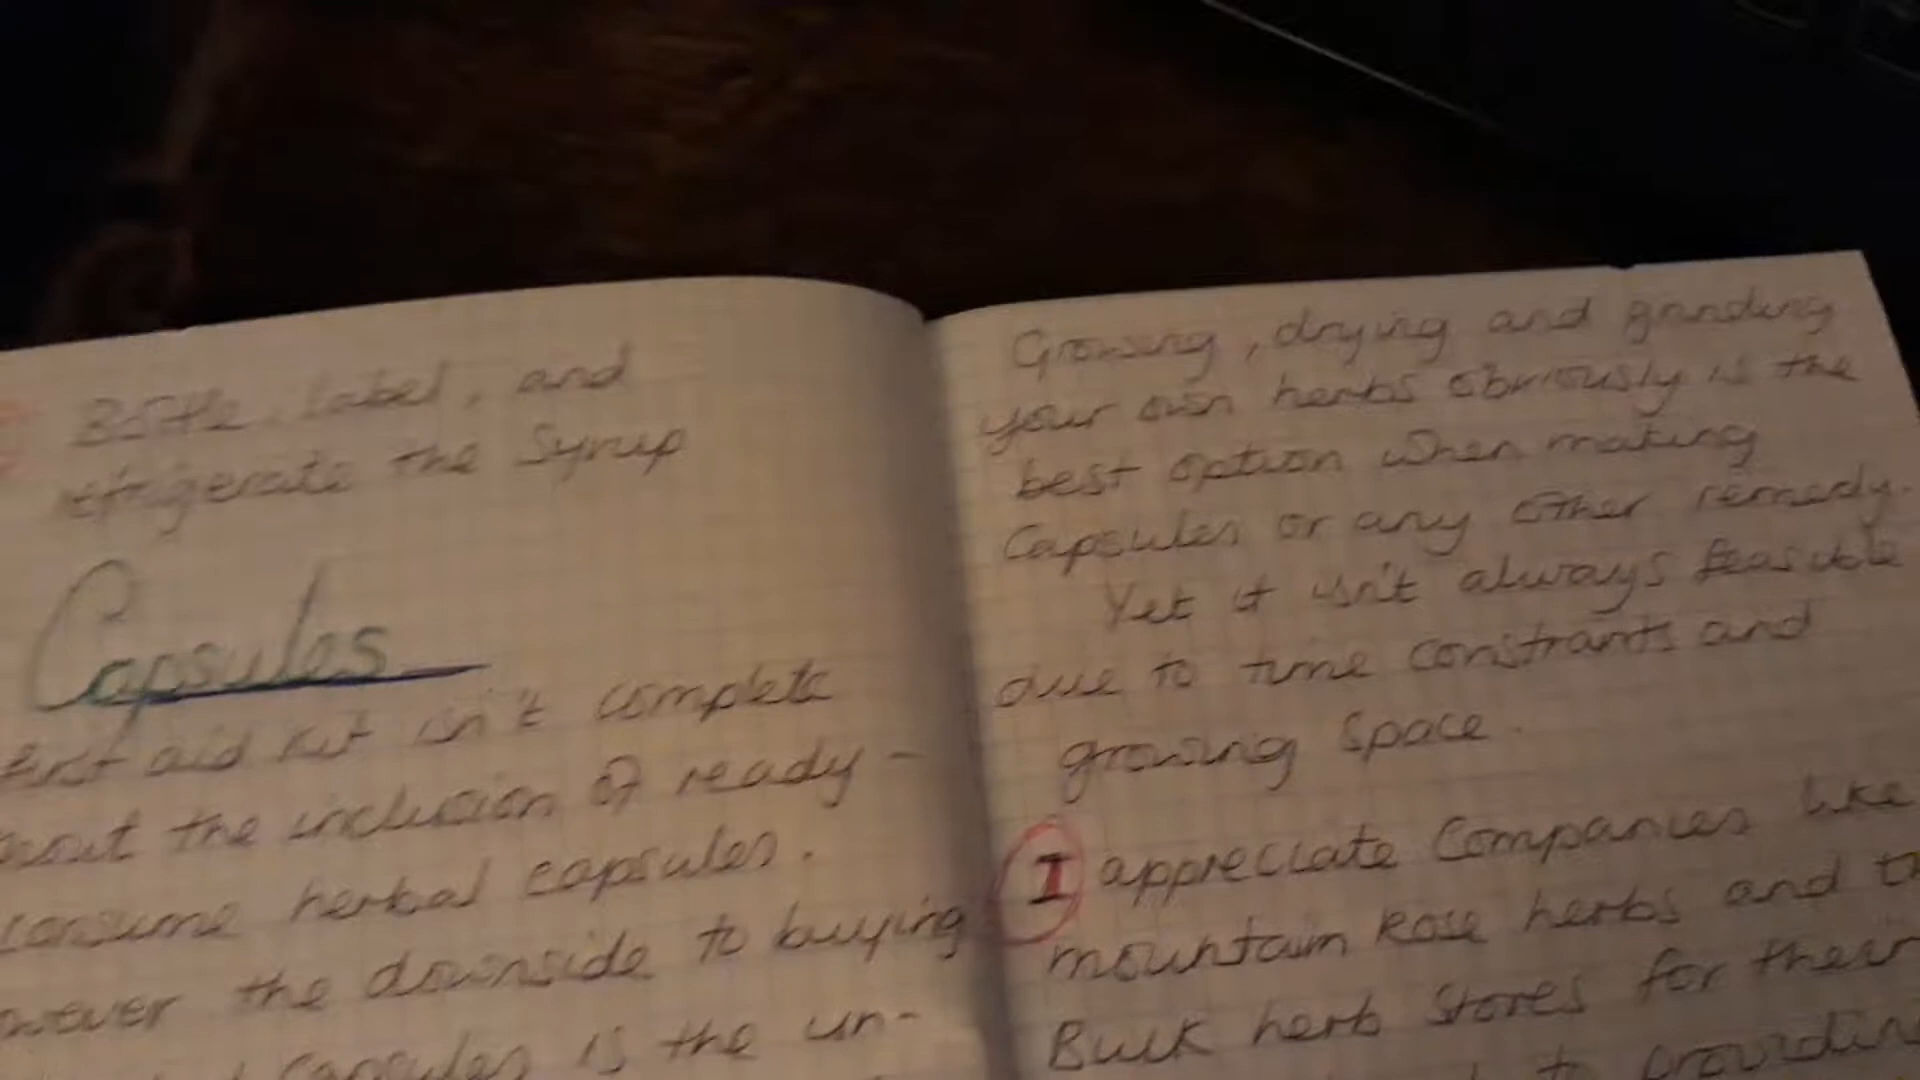 Bottle, label, and
refrigerate the Syrup
Capsules
first aid kit isn't complete
the inclusion of ready-
consume herbal capsules.
the downside to buying
capsules is the un-
Growing, drying and grinding
your own herbs obviously is the
best option when making
Capsules or any other remedy.
Yet it isn't always feasible
due to time constraints and
growing space.
I appreciate Companies like
mountain Rose herbs and
Bulk herb Stores for their